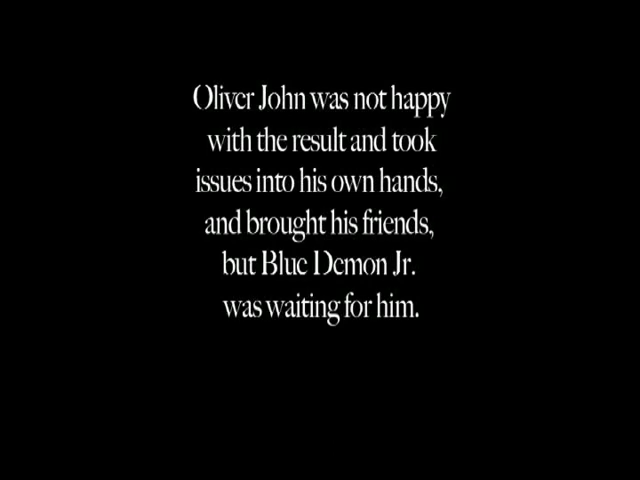 Oliver John was not happy
with the result and took
issues into his own hands,
and brought his friends,
but Blue Demon Jr.
was waiting for him.